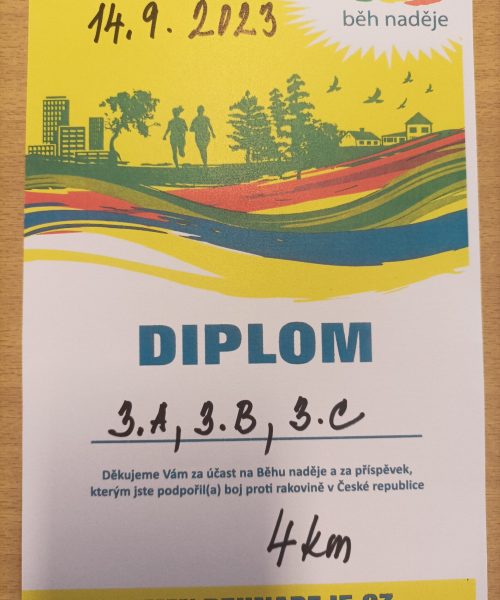 14.9. 2023
běh naděje
DIPLOM
3.A, 3.B, 3.C
Děkujeme Vám za účast na Běhu naděje a za příspěvek,
kterým jste podpořil(a) boj proti rakovině v České republice
4 km